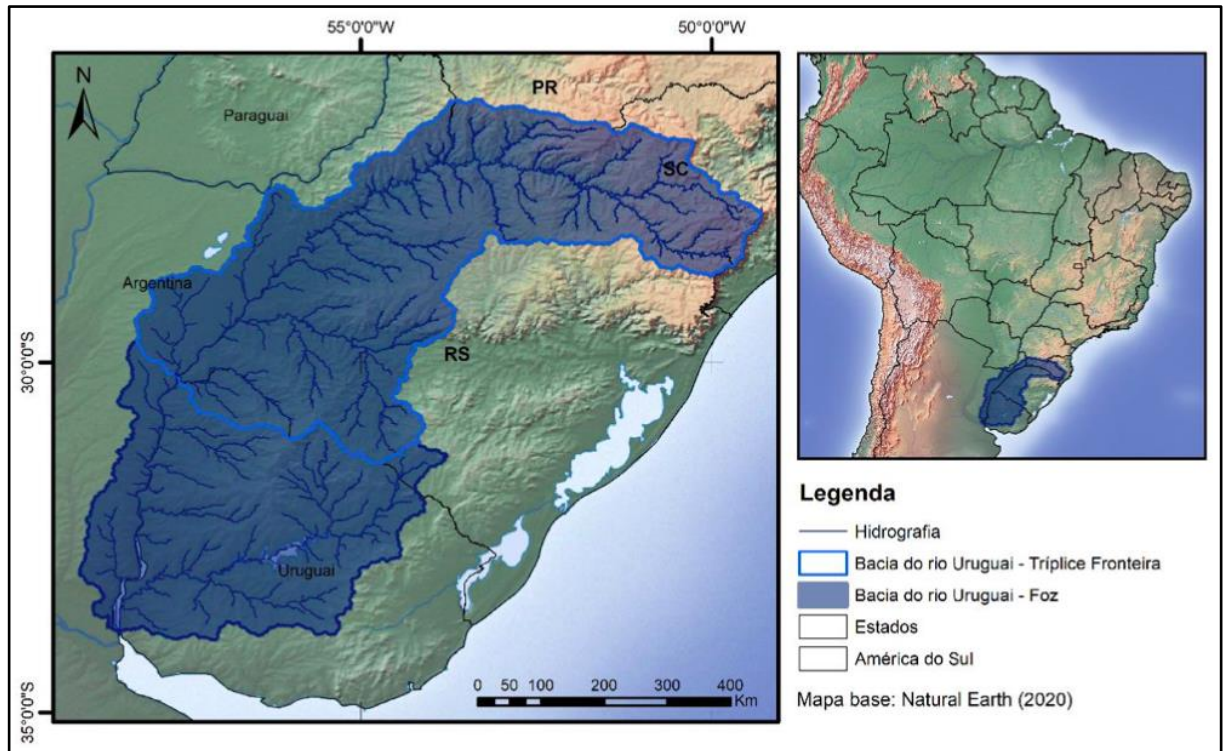 55°0'0"W
50°0'0"W
N
PR
Paraguai
SC
Argentina
30°0'0"S
RS
Uruguai
35°0'0"S
0 50 100 200 300 400
Km
Legenda
Hidrografia
Bacia do rio Uruguai - Tríplice Fronteira
Bacia do rio Uruguai - Foz
Estados
América do Sul
Mapa base: Natural Earth (2020)